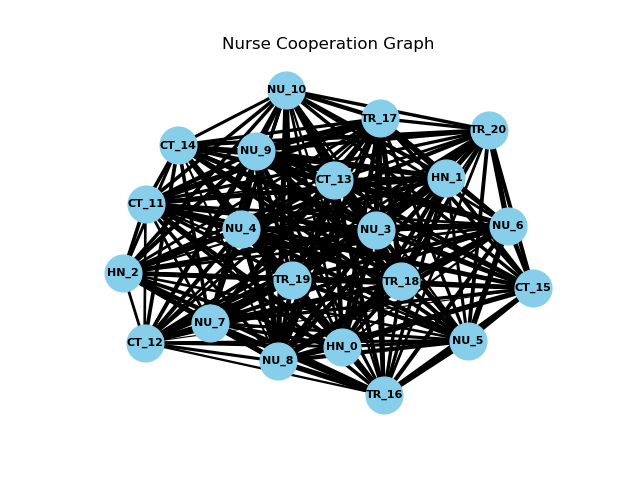 Nurse Cooperation Graph
NU_10
TR_17
TR_20
CT_14
NU_9
CT_13
HN_1
CT_11
NU_4
NU_3
NU_6
HN_2
TR_19
TR_18
CT_15
NU_7
CT_12
NU_8
HN_0
NU_5
TR_16